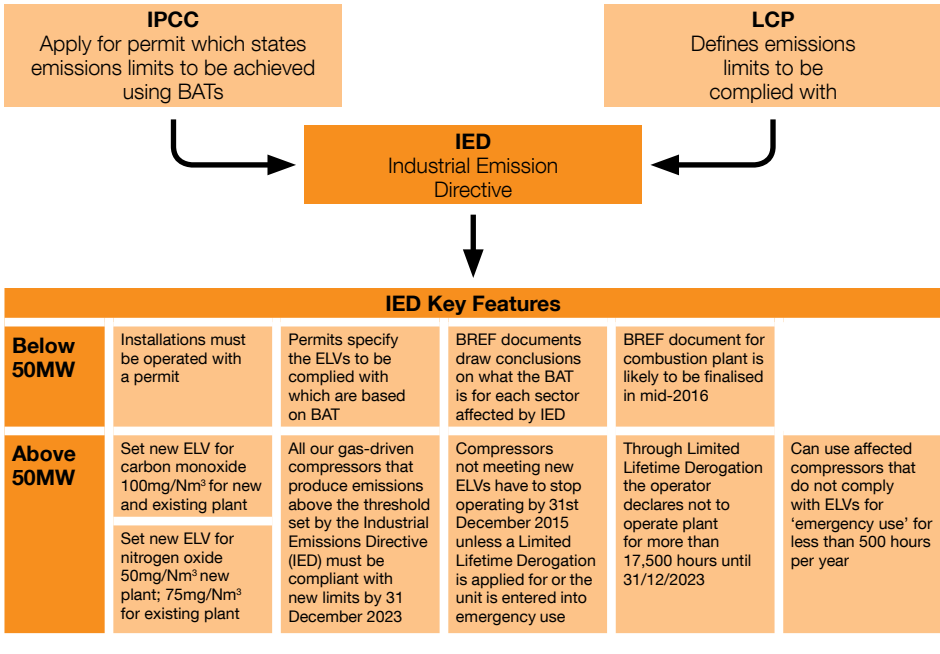 IPCC
Apply for permit which states
emissions limits to be achieved
using BATs
LCP
Defines emissions
limits to be
complied with
IED
Industrial Emission
Directive
IED Key Features
Below
50MW
Installations must
be operated with
a permit
Permits specify
the ELVs to be
complied with
which are based
on BAT
BREF documents
draw conclusions
on what the BAT
is for each sector
affected by IED
BREF document for
combustion plant is
likely to be finalised
in mid-2016
Above
50MW
Set new ELV for
carbon monoxide
100mg/Nm³ for new
and existing plant
Set new ELV for
nitrogen oxide
50mg/Nm³ new
plant; 75mg/Nm³
for existing plant
All our gas-driven
compressors that
produce emissions
above the threshold
set by the Industrial
Emissions Directive
(IED) must be
compliant with
new limits by 31
December 2023
Compressors
not meeting new
ELVs have to stop
operating by 31st
December 2015
unless a Limited
Lifetime Derogation
is applied for or the
unit is entered into
emergency use
Through Limited
Lifetime Derogation
the operator
declares not to
operate plant
for more than
17,500 hours until
31/12/2023
Can use affected
compressors that
do not comply
with ELVs for
‘emergency use’ for
less than 500 hours
per year